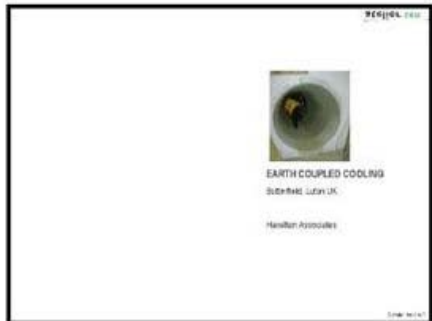 EARTH COUPLED COOLING
Butterfield, Luton UK
Hamilton Associates